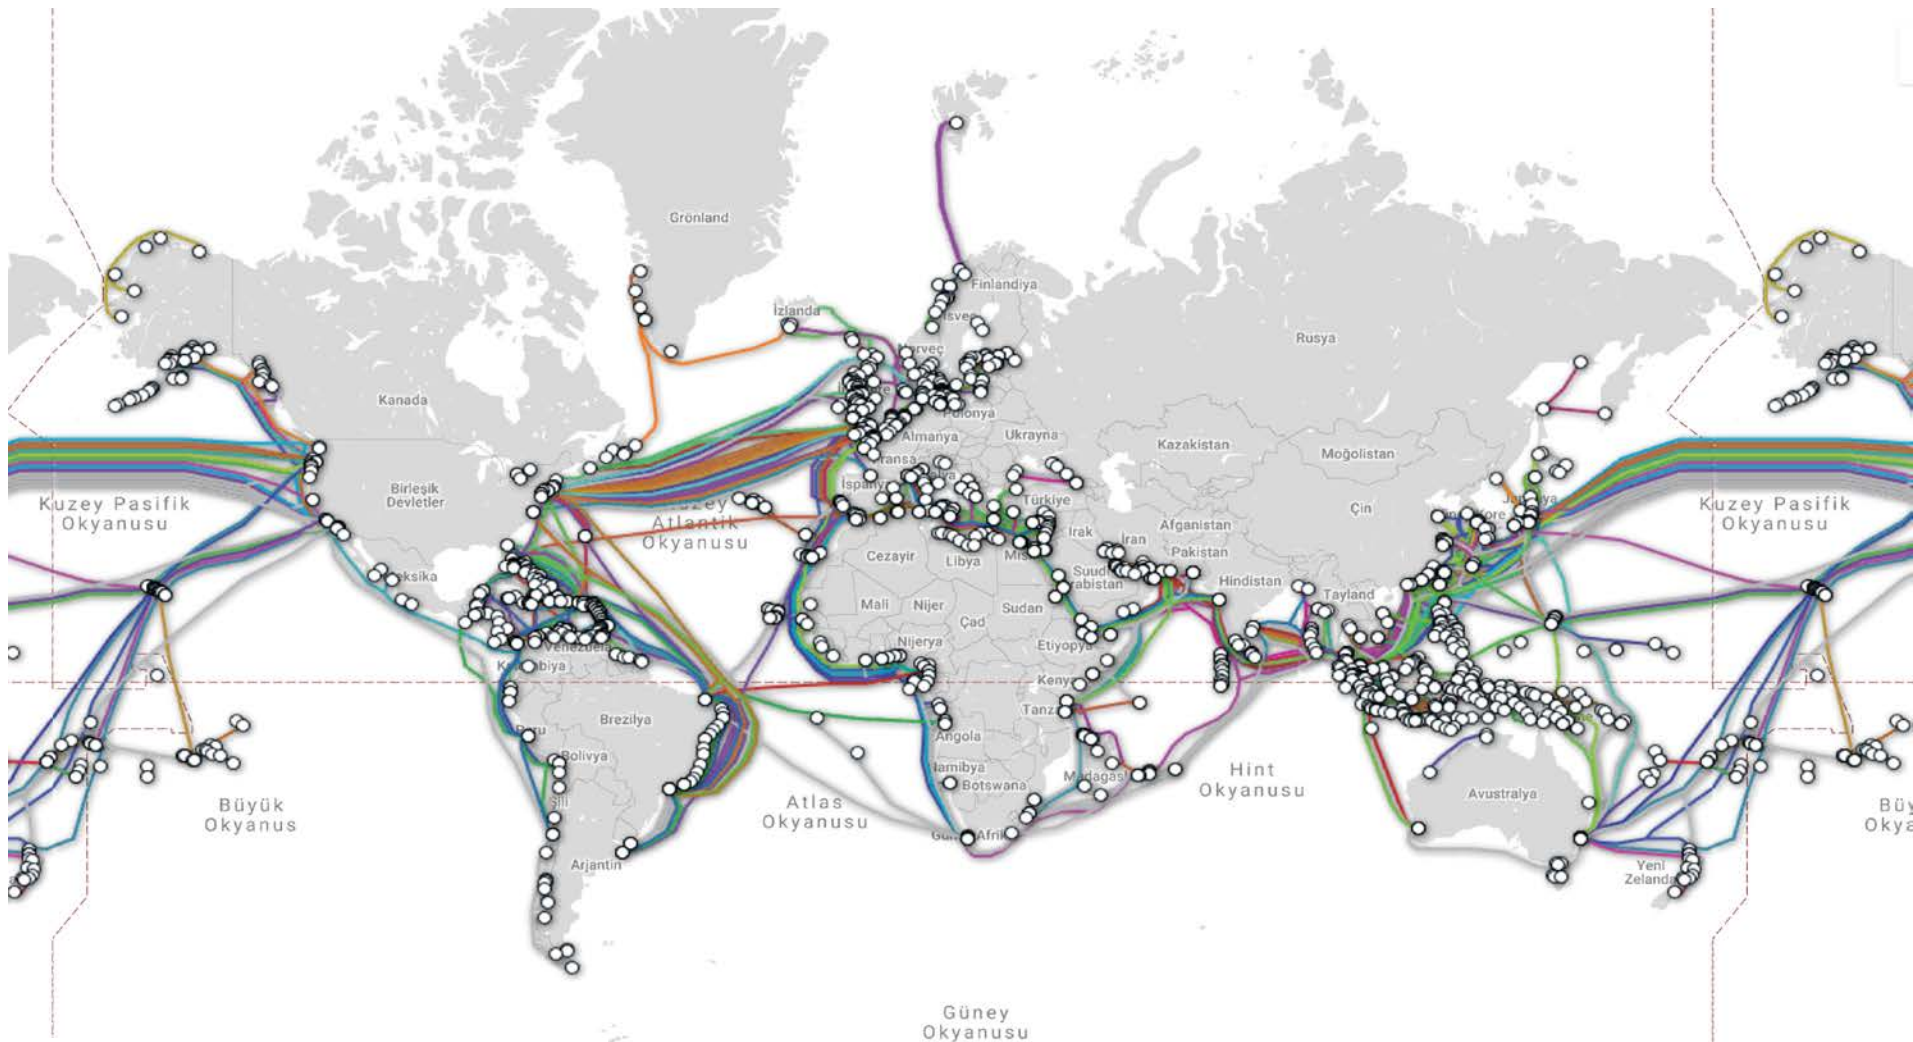 Grönland
İzlanda
Finlandiya
Norveç
Rusya
Kanada
Polonya
Almanya
Ukrayna
Kazakistan
Moğolistan
Birleşik
Devletler
Kuzey Pasifik
Okyanusu
Atlantik
Okyanusu
Türkiye
Çin
Kuzey Pasifik
Okyanusu
Cezayir
Libya
Irak
İran
Afganistan
Pakistan
Hindistan
Tayland
Mali
Nijer
Çad
Sudan
Nijerya
Etiyopya
Kenya
Brezilya
Bolivya
Angola
Namibya
Botswana
Hint
Okyanusu
Avustralya
Büyük
Okyanus
Atlas
Okyanusu
Arjantin
Yeni
Zelanda
Güney
Okyanusu